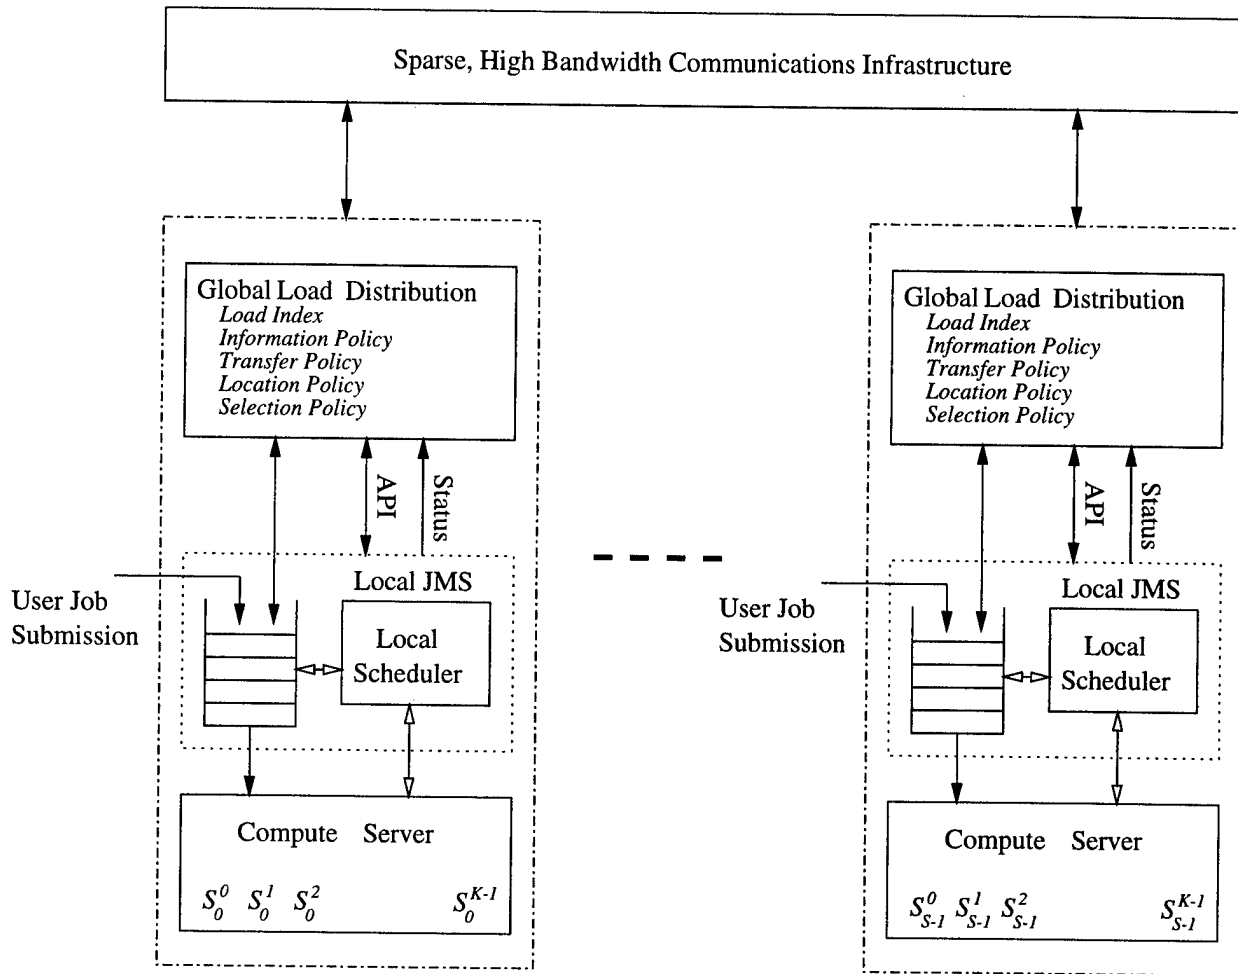 Sparse, High Bandwidth Communications Infrastructure
Global Load Distribution
Load Index
Information Policy
Transfer Policy
Location Policy
Selection Policy
API
Status
User Job
Submission
Local JMS
Local
Scheduler
Compute Server
S_0^0 S_0^1 S_0^2 S_0^{K-1}
Global Load Distribution
Load Index
Information Policy
Transfer Policy
Location Policy
Selection Policy
API
Status
User Job
Submission
Local JMS
Local
Scheduler
Compute Server
S_{S-1}^0 S_{S-1}^1 S_{S-1}^2 S_{S-1}^{K-1}